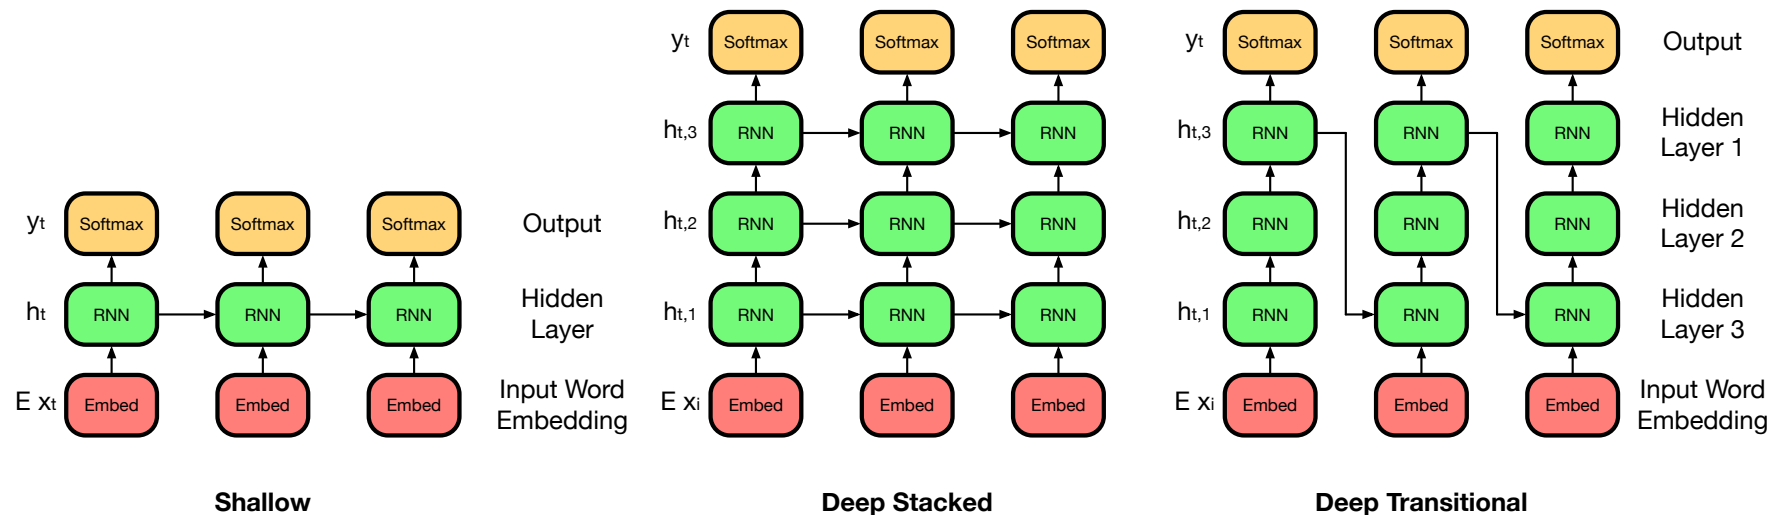 yt Softmax Softmax Softmax Output
ht RNN RNN RNN Hidden
Layer
E xt Embed Embed Embed Input Word
Embedding
Shallow
yt Softmax Softmax Softmax
ht,3 RNN RNN RNN
ht,2 RNN RNN RNN
ht,1 RNN RNN RNN
E xi Embed Embed Embed
Deep Stacked
yt Softmax Softmax Softmax Output
ht,3 RNN RNN RNN Hidden
Layer 1
ht,2 RNN RNN RNN Hidden
Layer 2
ht,1 RNN RNN RNN Hidden
Layer 3
E xi Embed Embed Embed Input Word
Embedding
Deep Transitional